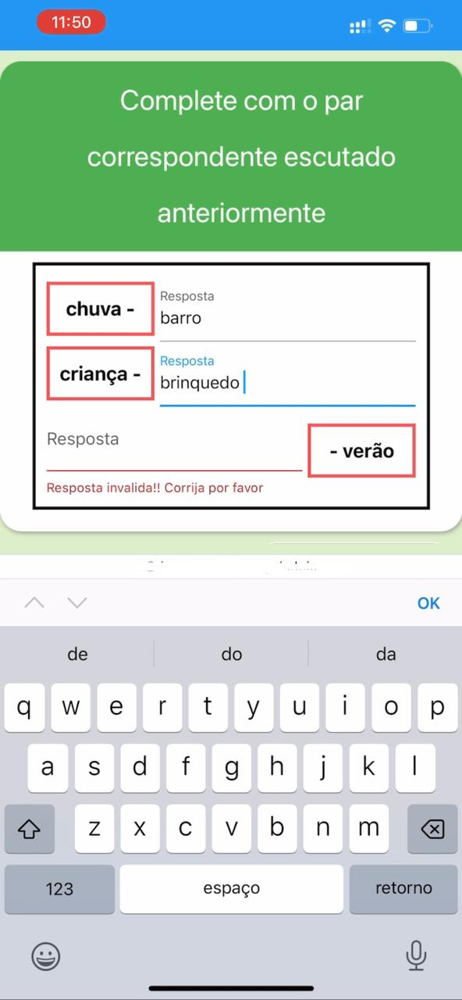 11:50
Complete com o par
correspondente escutado
anteriormente
chuva -
Resposta
barro
criança -
Resposta
brinquedo
Resposta
- verão
Resposta invalida!! Corrija por favor
OK
de do da
q w e r t y u i o p
a s d f g h j k l
z x c v b n m
123 espaço retorno